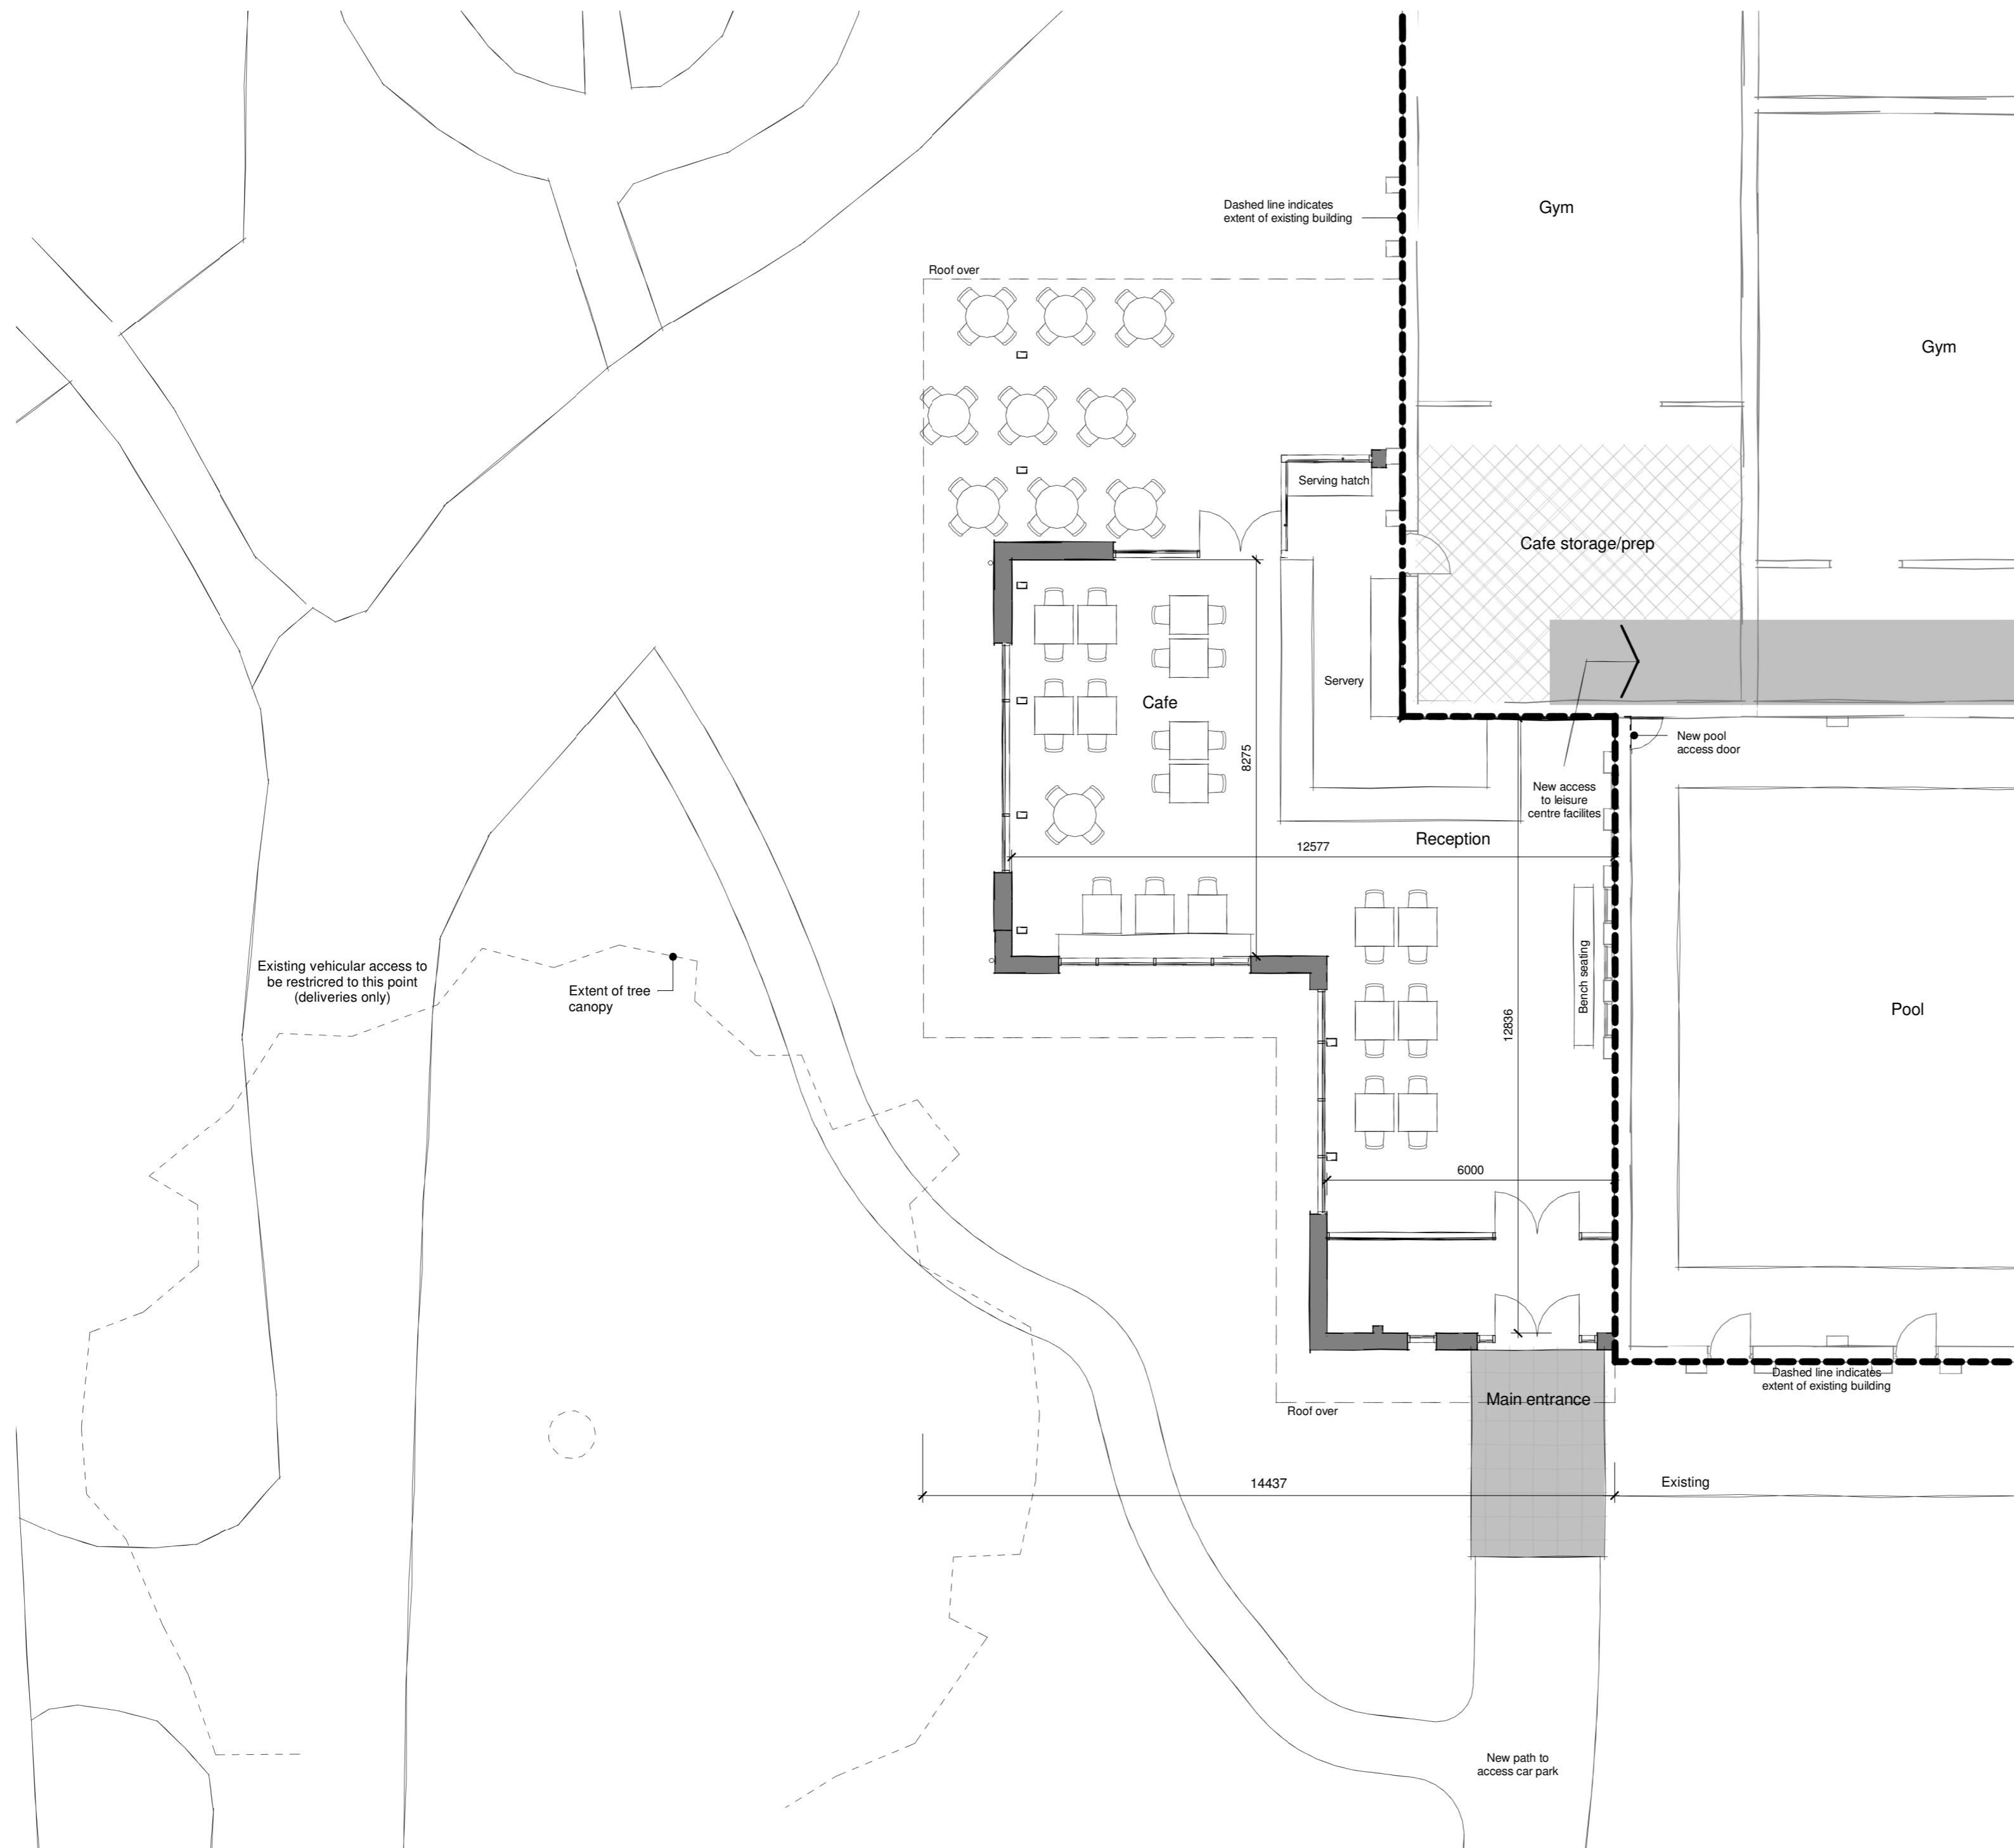 Dashed line indicates
extent of existing building
Gym
Gym
Roof over
Serving hatch
Cafe storage/prep
Servery
Cafe
8275
New pool
access door
New access
to leisure
centre facilites
Reception
12577
Bench seating
Existing vehicular access to
be restricred to this point
(deliveries only)
Extent of tree
canopy
12836
Pool
6000
Dashed line indicates
extent of existing building
Main entrance
Roof over
14437
Existing
New path to
access car park